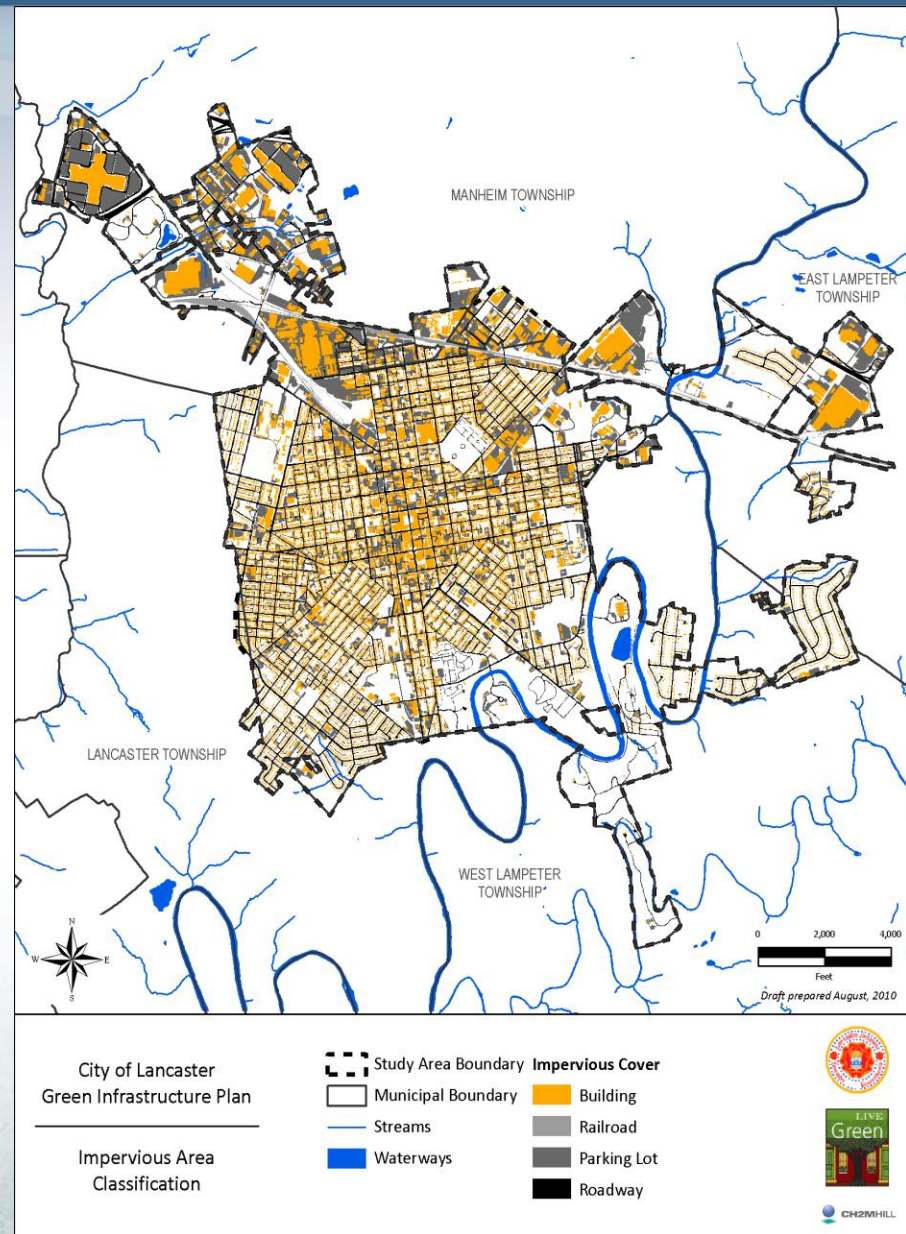 MANHEIM TOWNSHIP
EAST LAMPETER
TOWNSHIP
LANCASTER TOWNSHIP
WEST LAMPETER
TOWNSHIP
N
W
E
S
0
2,000
4,000
Feet
Draft prepared August, 2010
City of Lancaster
Green Infrastructure Plan
Impervious Area
Classification
Study Area Boundary
Municipal Boundary
Streams
Waterways
Impervious Cover
Building
Railroad
Parking Lot
Roadway
LIVE
Green
CH2MHILL